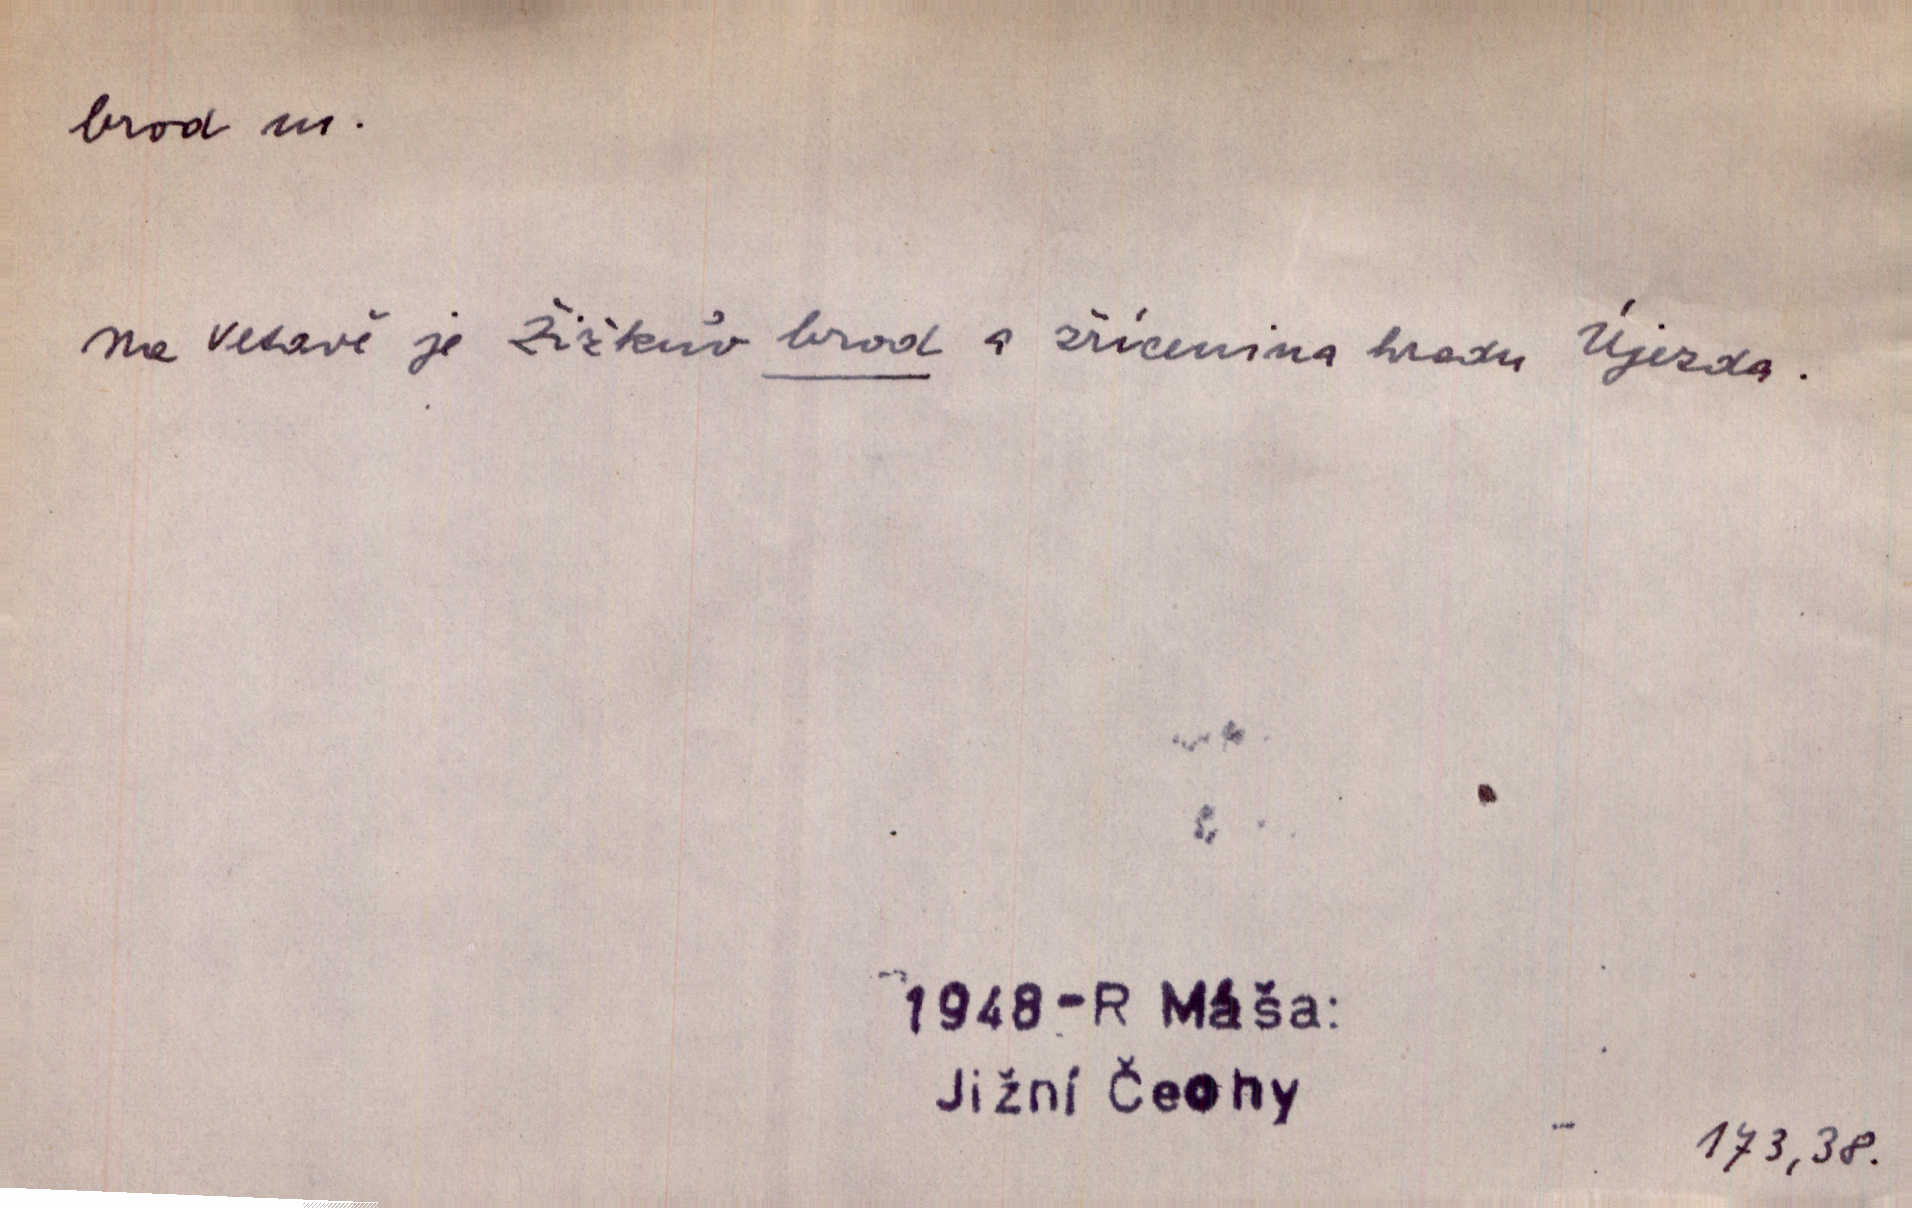 brod m.
Na Vltavě je Žižkův brod a zřícenina hradu Újezda.
1948-R Máša:
Jižní Čechy
173,38.